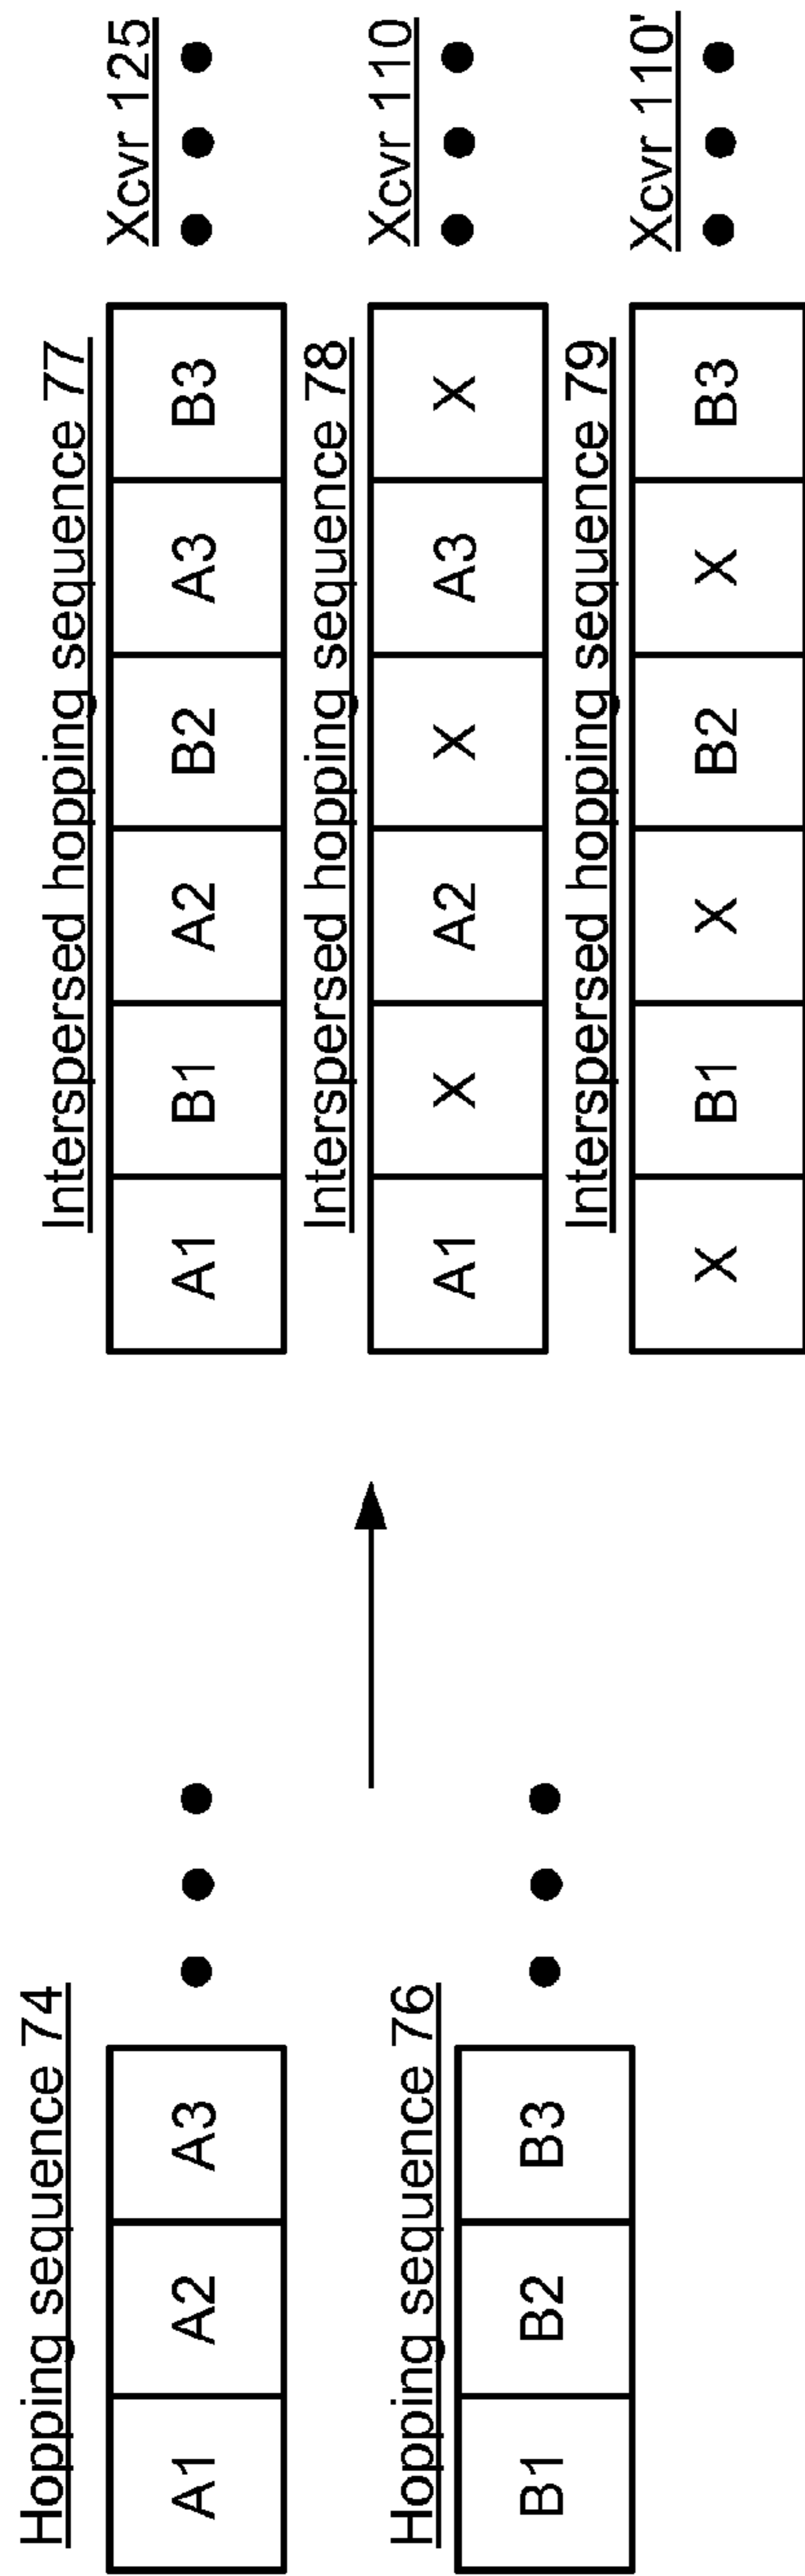 Hopping sequence 74
A1 A2 A3
Hopping sequence 76
B1 B2 B3
Interspersed hopping sequence 77
Xcvr 125
A1 B1 A2 B2 A3 B3
Interspersed hopping sequence 78
Xcvr 110
A1 X A2 X A3 X
Interspersed hopping sequence 79
Xcvr 110'
X B1 X B2 X B3